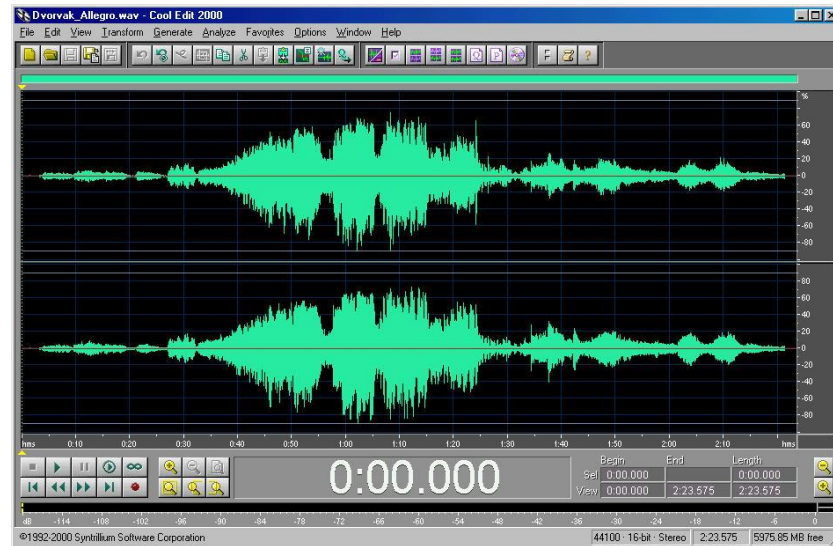 Dvorvak_Allegro.wav - Cool Edit 2000
File Edit View Transform Generate Analyze Favorites Options Window Help
F ?
%
60
40
20
0
-20
-40
-60
-80
80
60
40
20
0
-20
-40
-60
-80
hms 0:10 0:20 0:30 0:40 0:50 1:00 1:10 1:20 1:30 1:40 1:50 2:00 2:10 hms
0:00.000
Begin End Length
Sel 0:00.000 0:00.000
View 0:00.000 2:23.575 2:23.575
dB -114 -108 -102 -96 -90 -84 -78 -72 -66 -60 -54 -48 -42 -36 -30 -24 -18 -12 -6 0
©1992-2000 Syntrillium Software Corporation 44100 · 16-bit · Stereo 2:23.575 5975.85 MB free